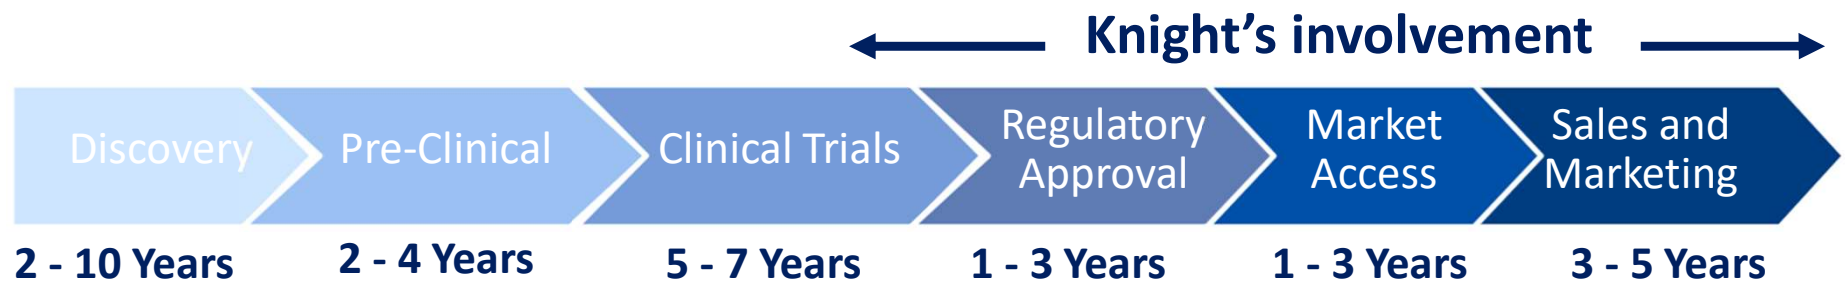 Knight’s involvement
Discovery
Pre-Clinical
Clinical Trials
Regulatory
Approval
Market
Access
Sales and
Marketing
2 - 10 Years
2 - 4 Years
5 - 7 Years
1 - 3 Years
1 - 3 Years
3 - 5 Years